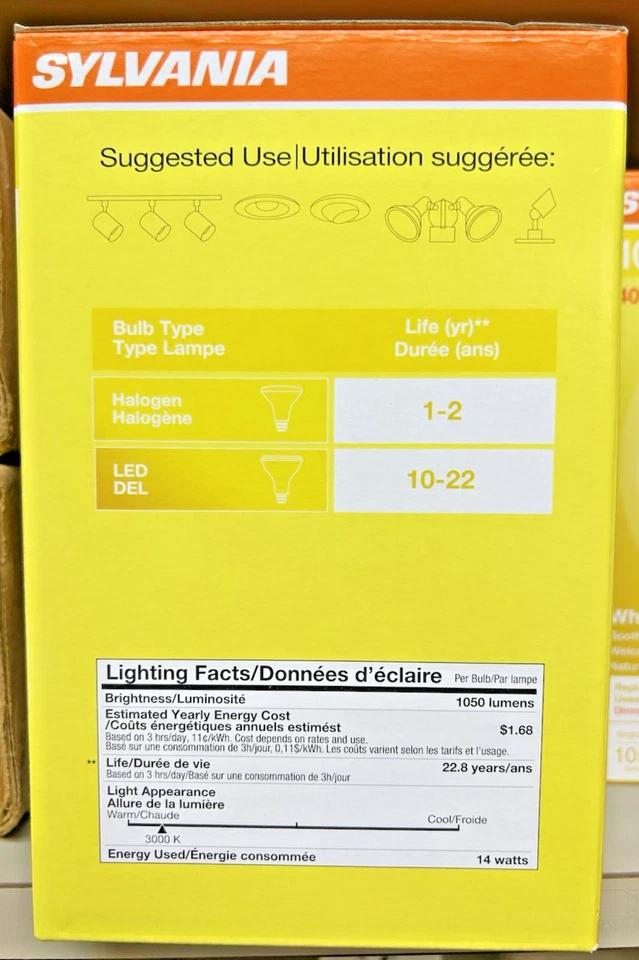 SYLVANIA
Suggested Use|Utilisation suggérée:
Bulb Type
Type Lampe
Life (yr)**
Durée (ans)
Halogen
Halogène
1-2
LED
DEL
10-22
Lighting Facts/Données d'éclaire Per Bulb/Par lampe
Brightness/Luminosité 1050 lumens
Estimated Yearly Energy Cost
/Coûts énergétiques annuels estimést $1.68
Based on 3 hrs/day, 11¢/kWh. Cost depends on rates and use.
Basé sur une consommation de 3h/jour, 0,11$/kWh. Les coûts varient selon les tarifs et l'usage.
** Life/Durée de vie 22.8 years/ans
Based on 3 hrs/day/Basé sur une consommation de 3h/jour
Light Appearance
Allure de la lumière
Warm/Chaude Cool/Froide
3000 K
Energy Used/Énergie consommée 14 watts